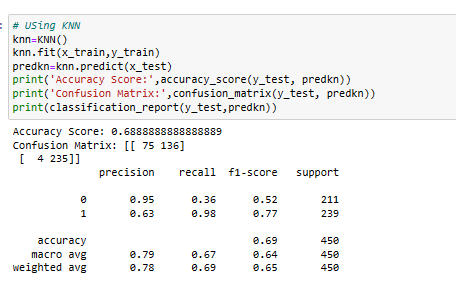 # USing KNN
knn=KNN()
knn.fit(x_train,y_train)
predkn=knn.predict(x_test)
print('Accuracy Score:',accuracy_score(y_test, predkn))
print('Confusion Matrix:',confusion_matrix(y_test, predkn))
print(classification_report(y_test,predkn))
Accuracy Score: 0.6888888888888889
Confusion Matrix: [[ 75 136]
 [  4 235]]
              precision    recall  f1-score   support

           0       0.95      0.36      0.52       211
           1       0.63      0.98      0.77       239

    accuracy                           0.69       450
   macro avg       0.79      0.67      0.64       450
weighted avg       0.78      0.69      0.65       450